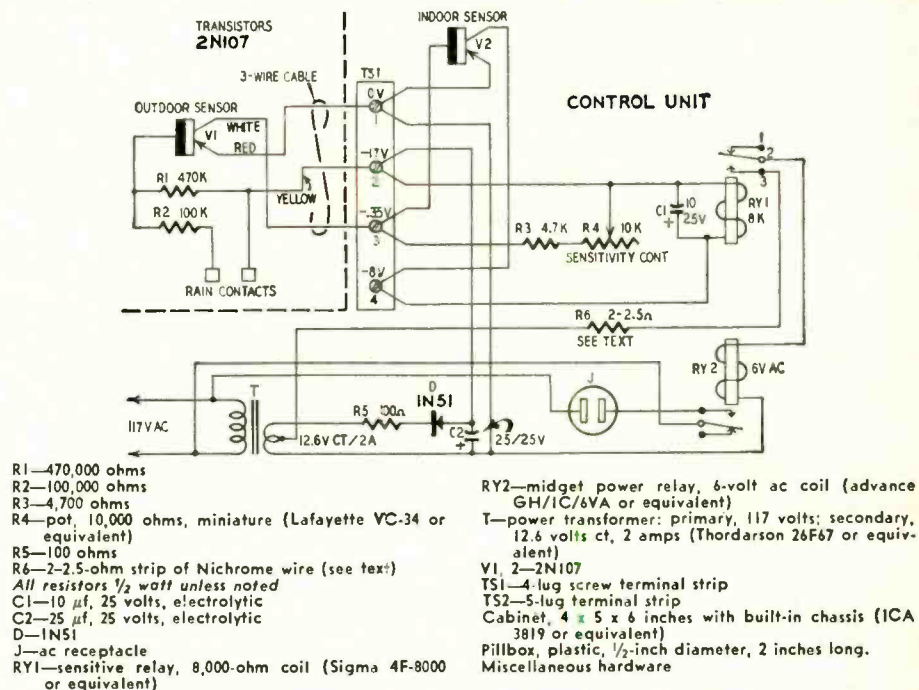 TRANSISTORS
2N107
INDOOR SENSOR
V2
3-WIRE CABLE
TS1
0V
1
CONTROL UNIT
OUTDOOR SENSOR
V1
WHITE
RED
-17V
2
1
2
3
R1 470K
YELLOW
R2 100K
-.35V
3
C1
10
25V
+
RY1
8K
R3 4.7K
R4 10K
SENSITIVITY CONT
RAIN CONTACTS
-8V
4
R6 2-2.5Ω
SEE TEXT
RY2
6V AC
D
1N51
J
R5 100Ω
117V AC
T
12.6V CT/2A
C2
+
25/25V
R1—470,000 ohms
R2—100,000 ohms
R3—4,700 ohms
R4—pot, 10,000 ohms, miniature (Lafayette VC-34 or
equivalent)
R5—100 ohms
R6—2-2.5-ohm strip of Nichrome wire (see text)
All resistors ½ watt unless noted
C1—10 μf, 25 volts, electrolytic
C2—25 μf, 25 volts, electrolytic
D—1N51
J—ac receptacle
RY1—sensitive relay, 8,000-ohm coil (Sigma 4F-8000
or equivalent)
RY2—midget power relay, 6-volt ac coil (advance
GH/1C/6VA or equivalent)
T—power transformer: primary, 117 volts; secondary,
12.6 volts ct, 2 amps (Thordarson 26F67 or equiv-
alent)
V1, 2—2N107
TS1—4-lug screw terminal strip
TS2—5-lug terminal strip
Cabinet, 4 x 5 x 6 inches with built-in chassis (ICA
3819 or equivalent)
Pillbox, plastic, ½-inch diameter, 2 inches long.
Miscellaneous hardware